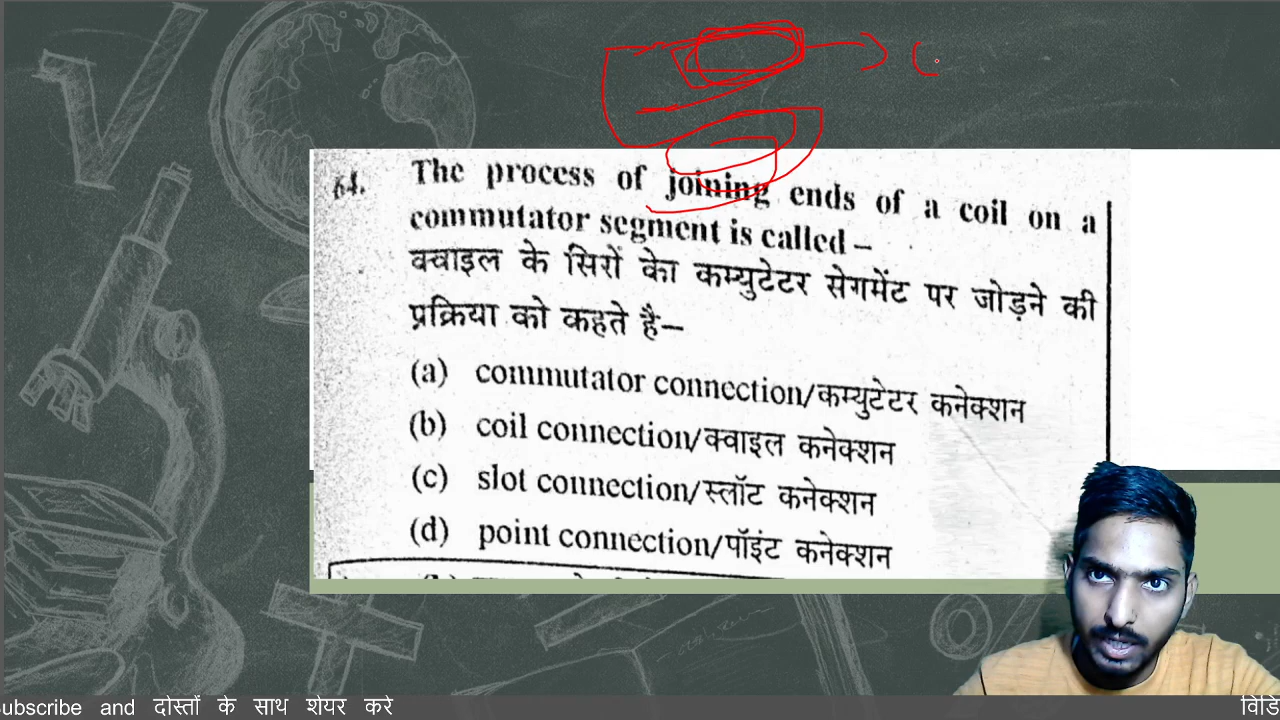 64. The process of joining ends of a coil on a
commutator segment is called –
क्वाइल के सिरों केा कम्युटेटर सेगमेंट पर जोड़ने की
प्रक्रिया को कहते है–
(a) commutator connection/कम्युटेटर कनेक्शन
(b) coil connection/क्वाइल कनेक्शन
(c) slot connection/स्लॉट कनेक्शन
(d) point connection/पॉइंट कनेक्शन
ubscribe and दोस्तों के साथ शेयर करे
विडि